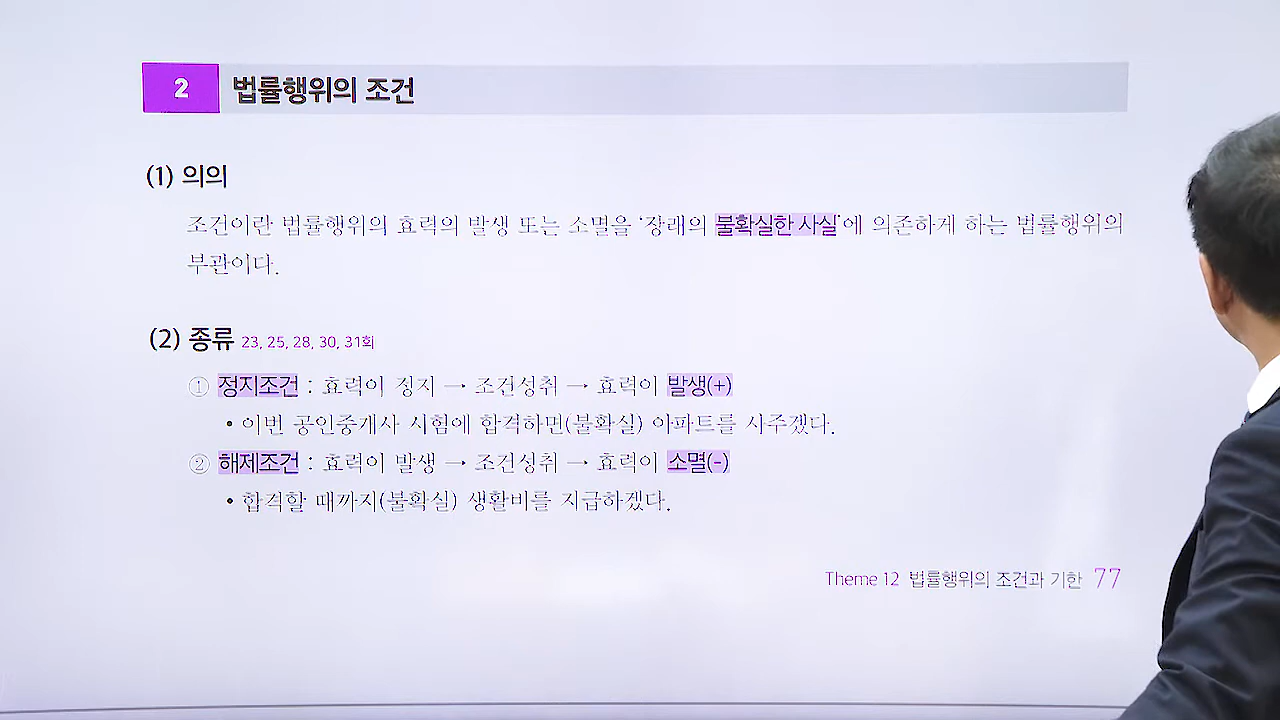 2 법률행위의 조건
(1) 의의
조건이란 법률행위의 효력의 발생 또는 소멸을 '장래의 불확실한 사실'에 의존하게 하는 법률행위의
부관이다.
(2) 종류 23, 25, 28, 30, 31회
① 정지조건 : 효력이 정지 → 조건성취 → 효력이 발생(+)
• 이번 공인중개사 시험에 합격하면(불확실) 아파트를 사주겠다.
② 해제조건 : 효력이 발생 → 조건성취 → 효력이 소멸(-)
• 합격할 때까지(불확실) 생활비를 지급하겠다.
Theme 12 법률행위의 조건과 기한 77